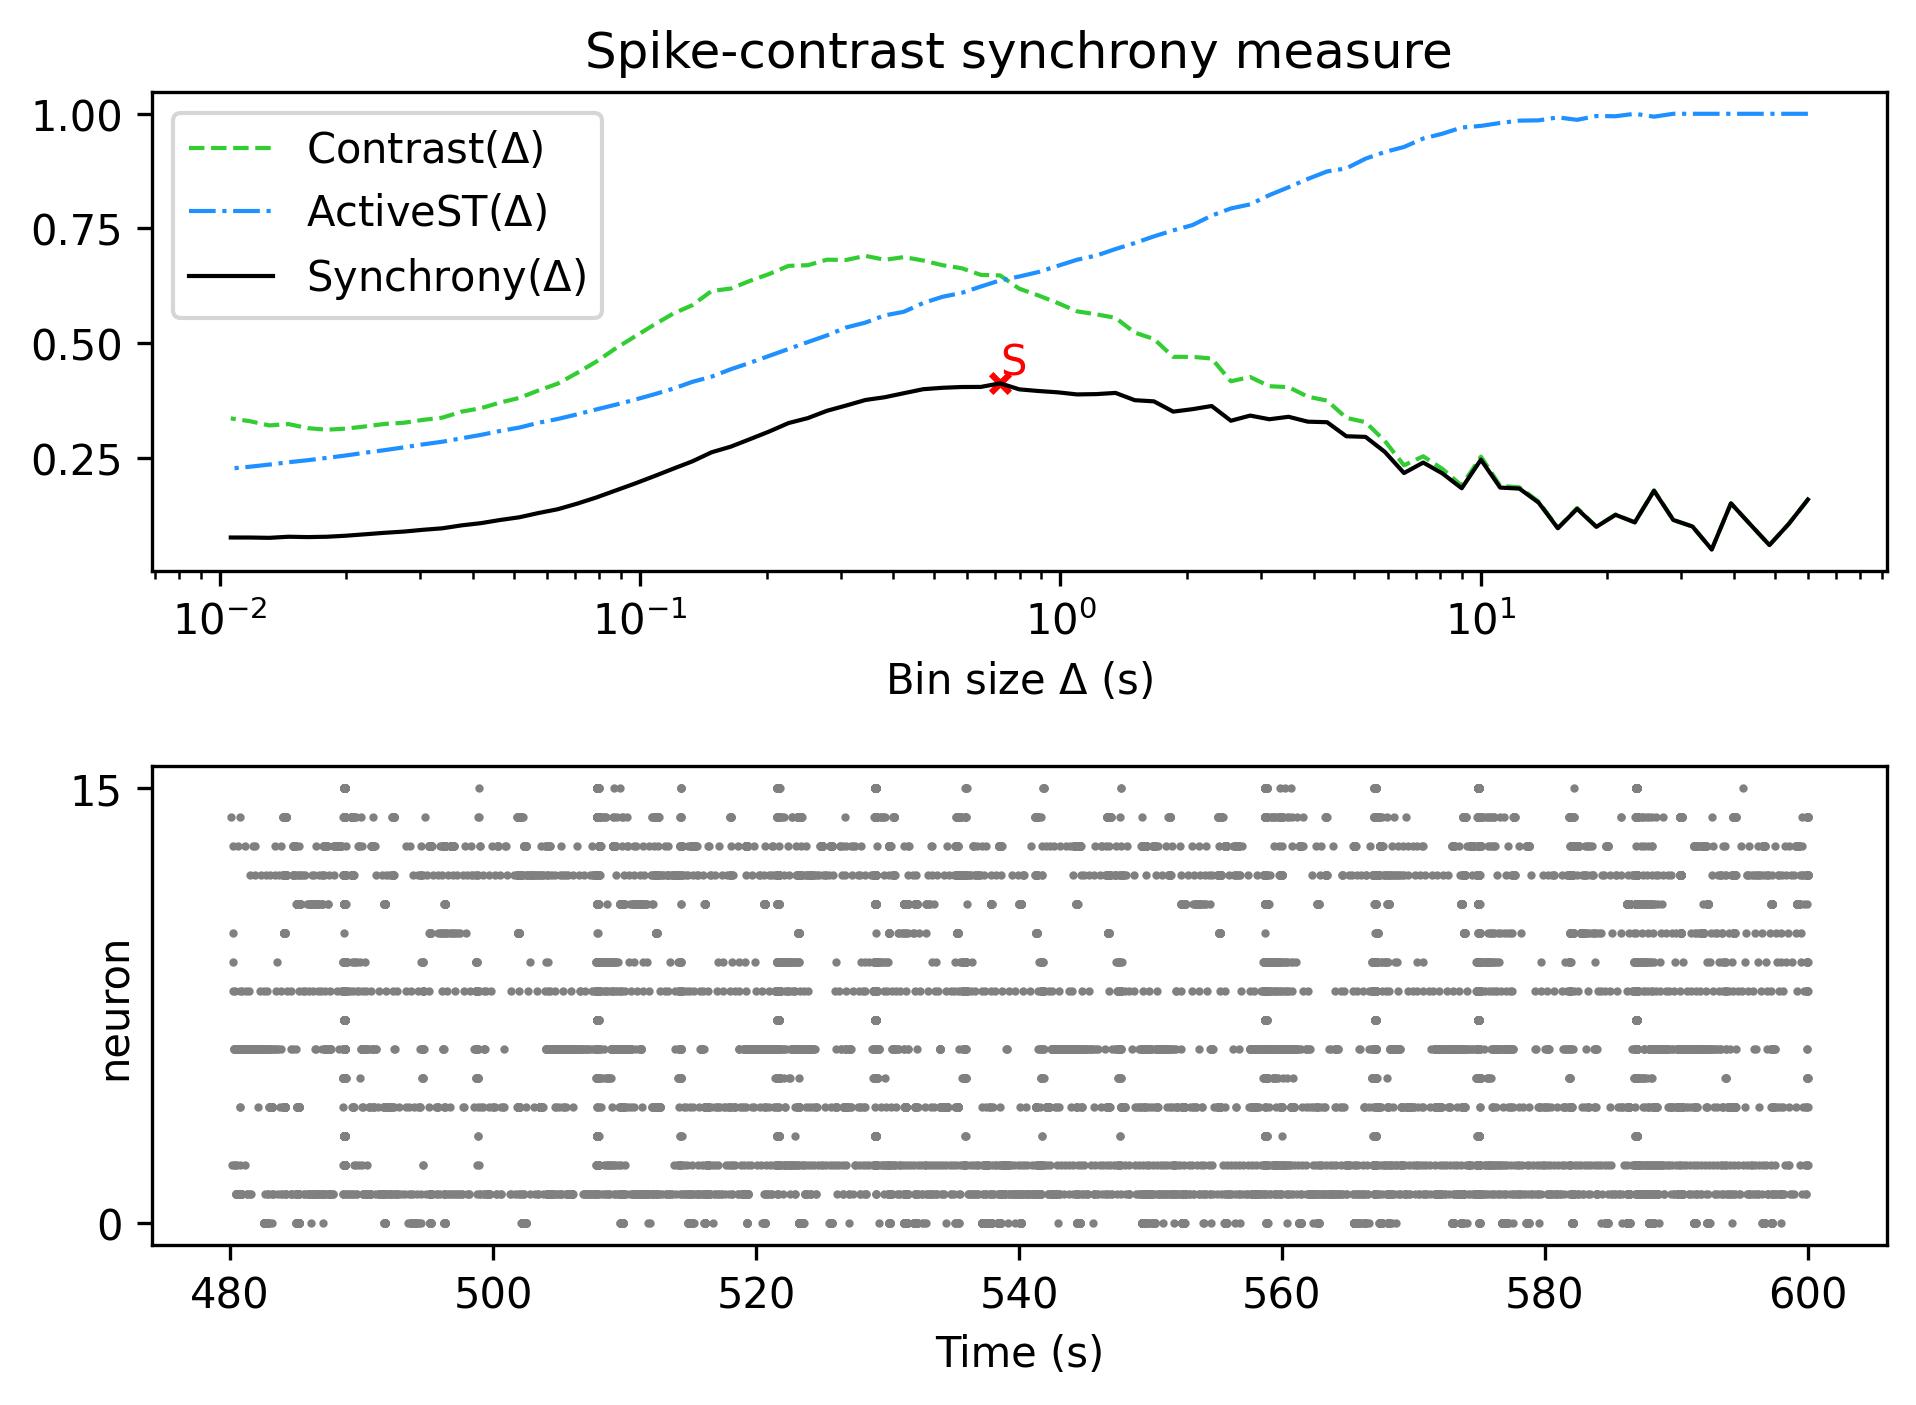 Spike-contrast synchrony measure
1.00
0.75
0.50
0.25
Contrast(Δ)
ActiveST(Δ)
Synchrony(Δ)
S
10⁻² 10⁻¹ 10⁰ 10¹
Bin size Δ (s)
15
0
neuron
480 500 520 540 560 580 600
Time (s)